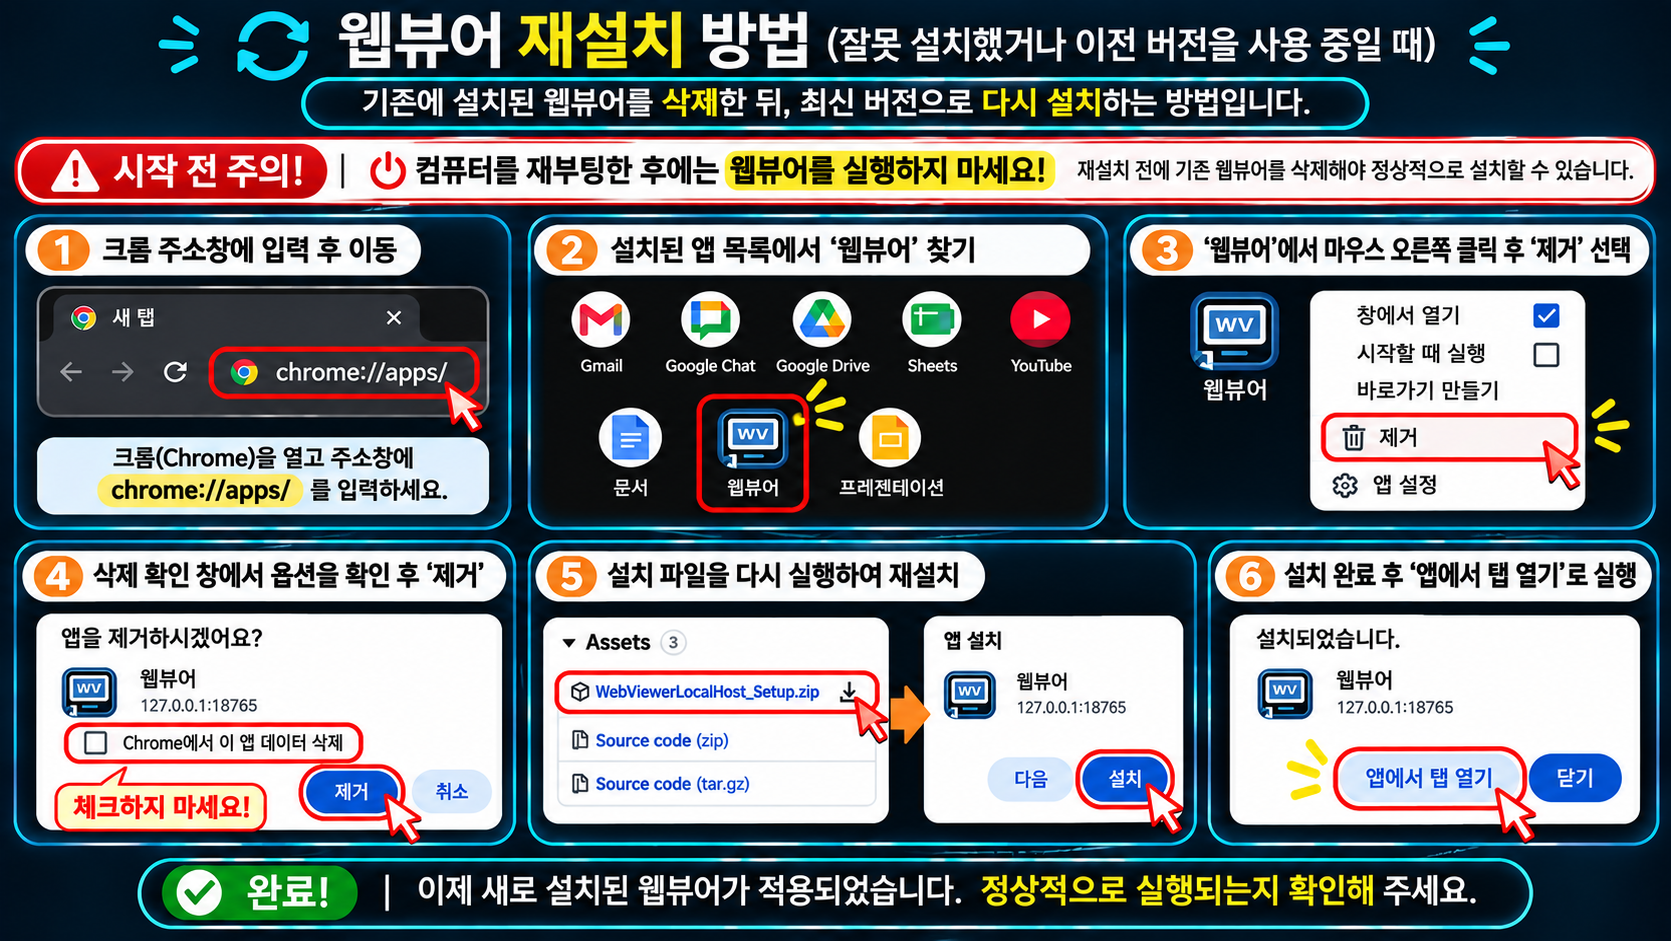 웹뷰어 재설치 방법 (잘못 설치했거나 이전 버전을 사용 중일 때)
기존에 설치된 웹뷰어를 삭제한 뒤, 최신 버전으로 다시 설치하는 방법입니다.
시작 전 주의! | 컴퓨터를 재부팅한 후에는 웹뷰어를 실행하지 마세요! 재설치 전에 기존 웹뷰어를 삭제해야 정상적으로 설치할 수 있습니다.
1 크롬 주소창에 입력 후 이동
새 탭
chrome://apps/
크롬(Chrome)을 열고 주소창에
chrome://apps/ 를 입력하세요.
2 설치된 앱 목록에서 ‘웹뷰어’ 찾기
Gmail Google Chat Google Drive Sheets YouTube
WV
문서 웹뷰어 프레젠테이션
3 ‘웹뷰어’에서 마우스 오른쪽 클릭 후 ‘제거’ 선택
WV
웹뷰어
창에서 열기
시작할 때 실행
바로가기 만들기
제거
앱 설정
4 삭제 확인 창에서 옵션을 확인 후 ‘제거’
앱을 제거하시겠어요?
WV
웹뷰어
127.0.0.1:18765
Chrome에서 이 앱 데이터 삭제
체크하지 마세요!
제거 취소
5 설치 파일을 다시 실행하여 재설치
Assets 3
WebViewerLocalHost_Setup.zip
Source code (zip)
Source code (tar.gz)
앱 설치
WV
웹뷰어
127.0.0.1:18765
다음 설치
6 설치 완료 후 ‘앱에서 탭 열기’로 실행
설치되었습니다.
WV
웹뷰어
127.0.0.1:18765
앱에서 탭 열기 닫기
완료! | 이제 새로 설치된 웹뷰어가 적용되었습니다. 정상적으로 실행되는지 확인해 주세요.